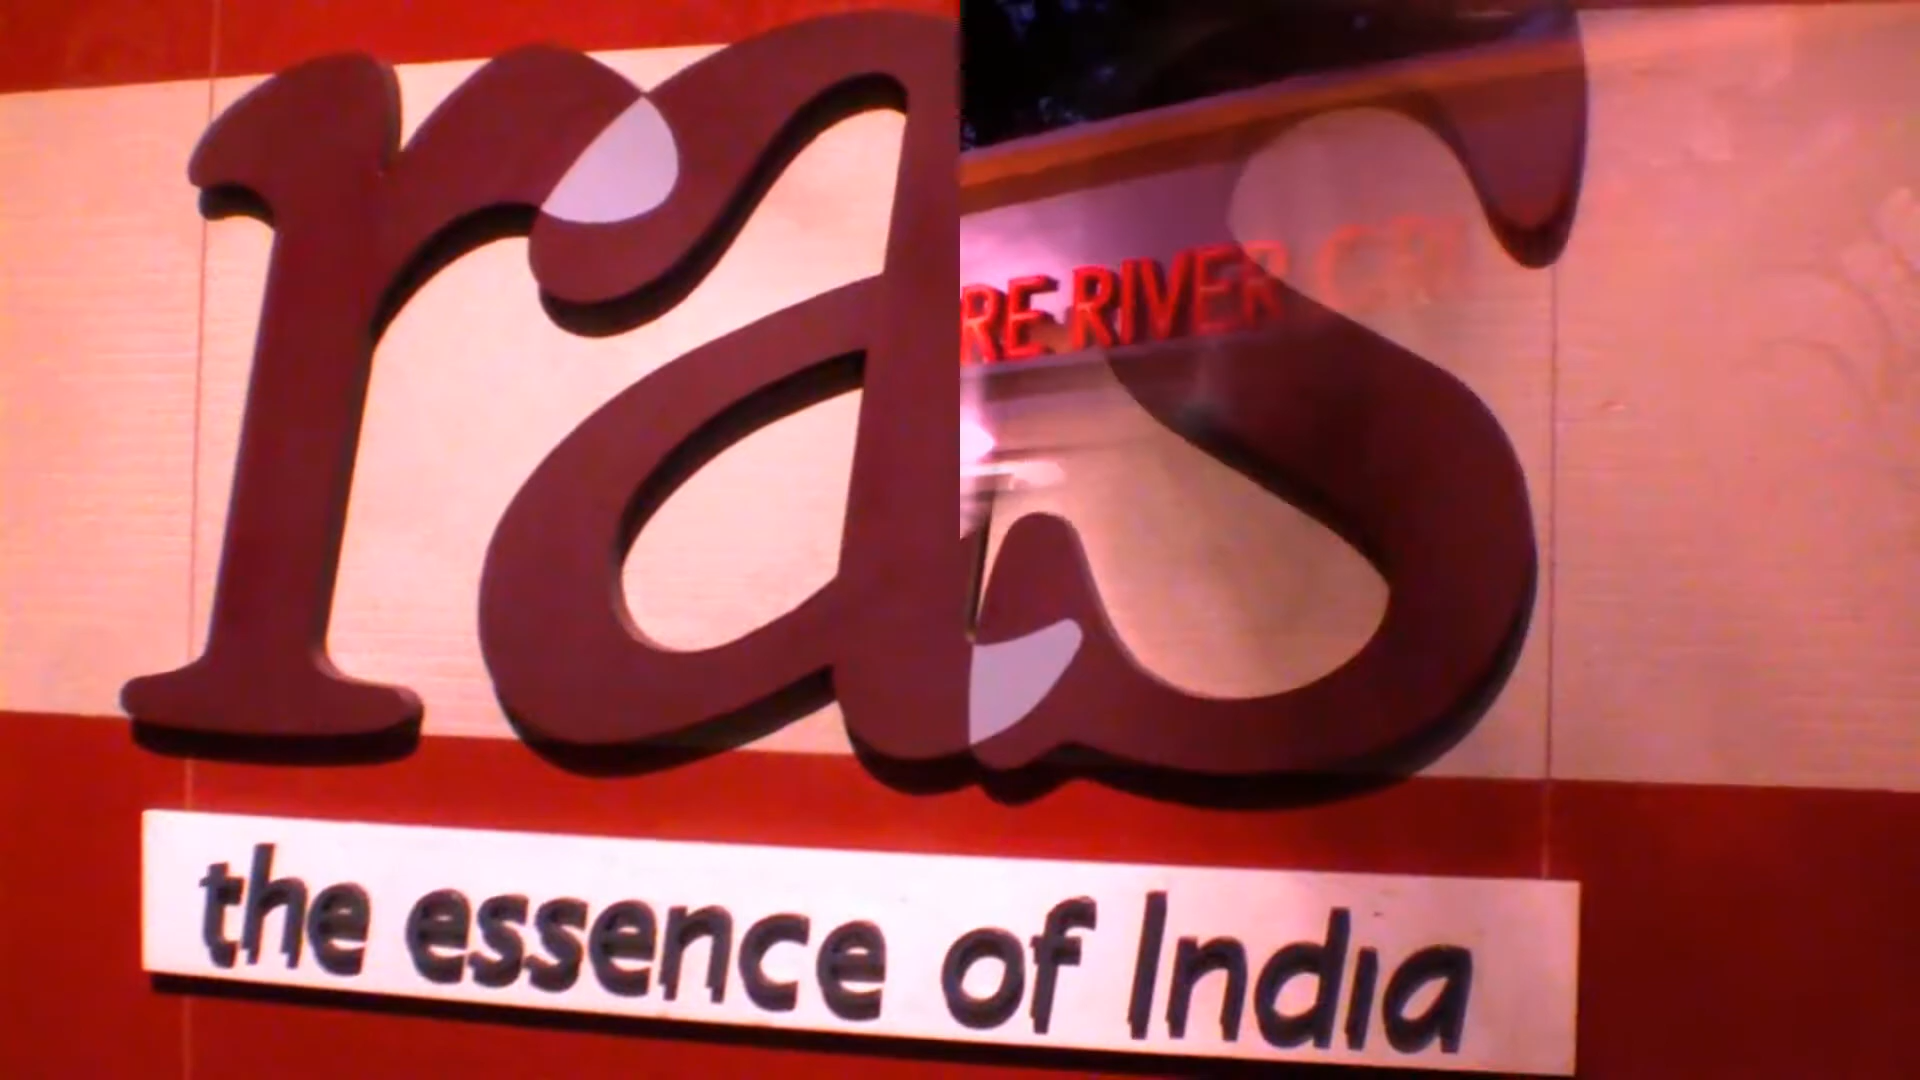 ras
RE RIVER
the essence of India